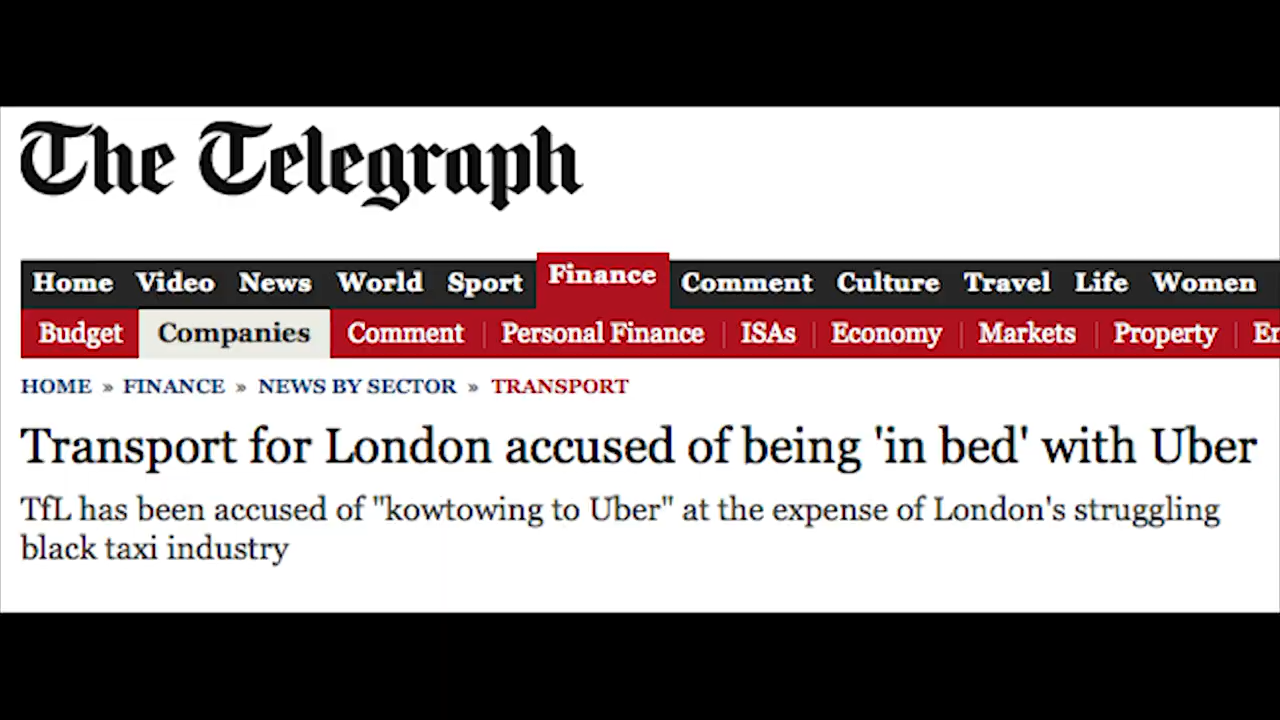 The Telegraph
Home Video News World Sport Finance Comment Culture Travel Life Women
Budget Companies Comment Personal Finance ISAs Economy Markets Property
HOME » FINANCE » NEWS BY SECTOR » TRANSPORT
Transport for London accused of being 'in bed' with Uber
TfL has been accused of "kowtowing to Uber" at the expense of London's struggling
black taxi industry